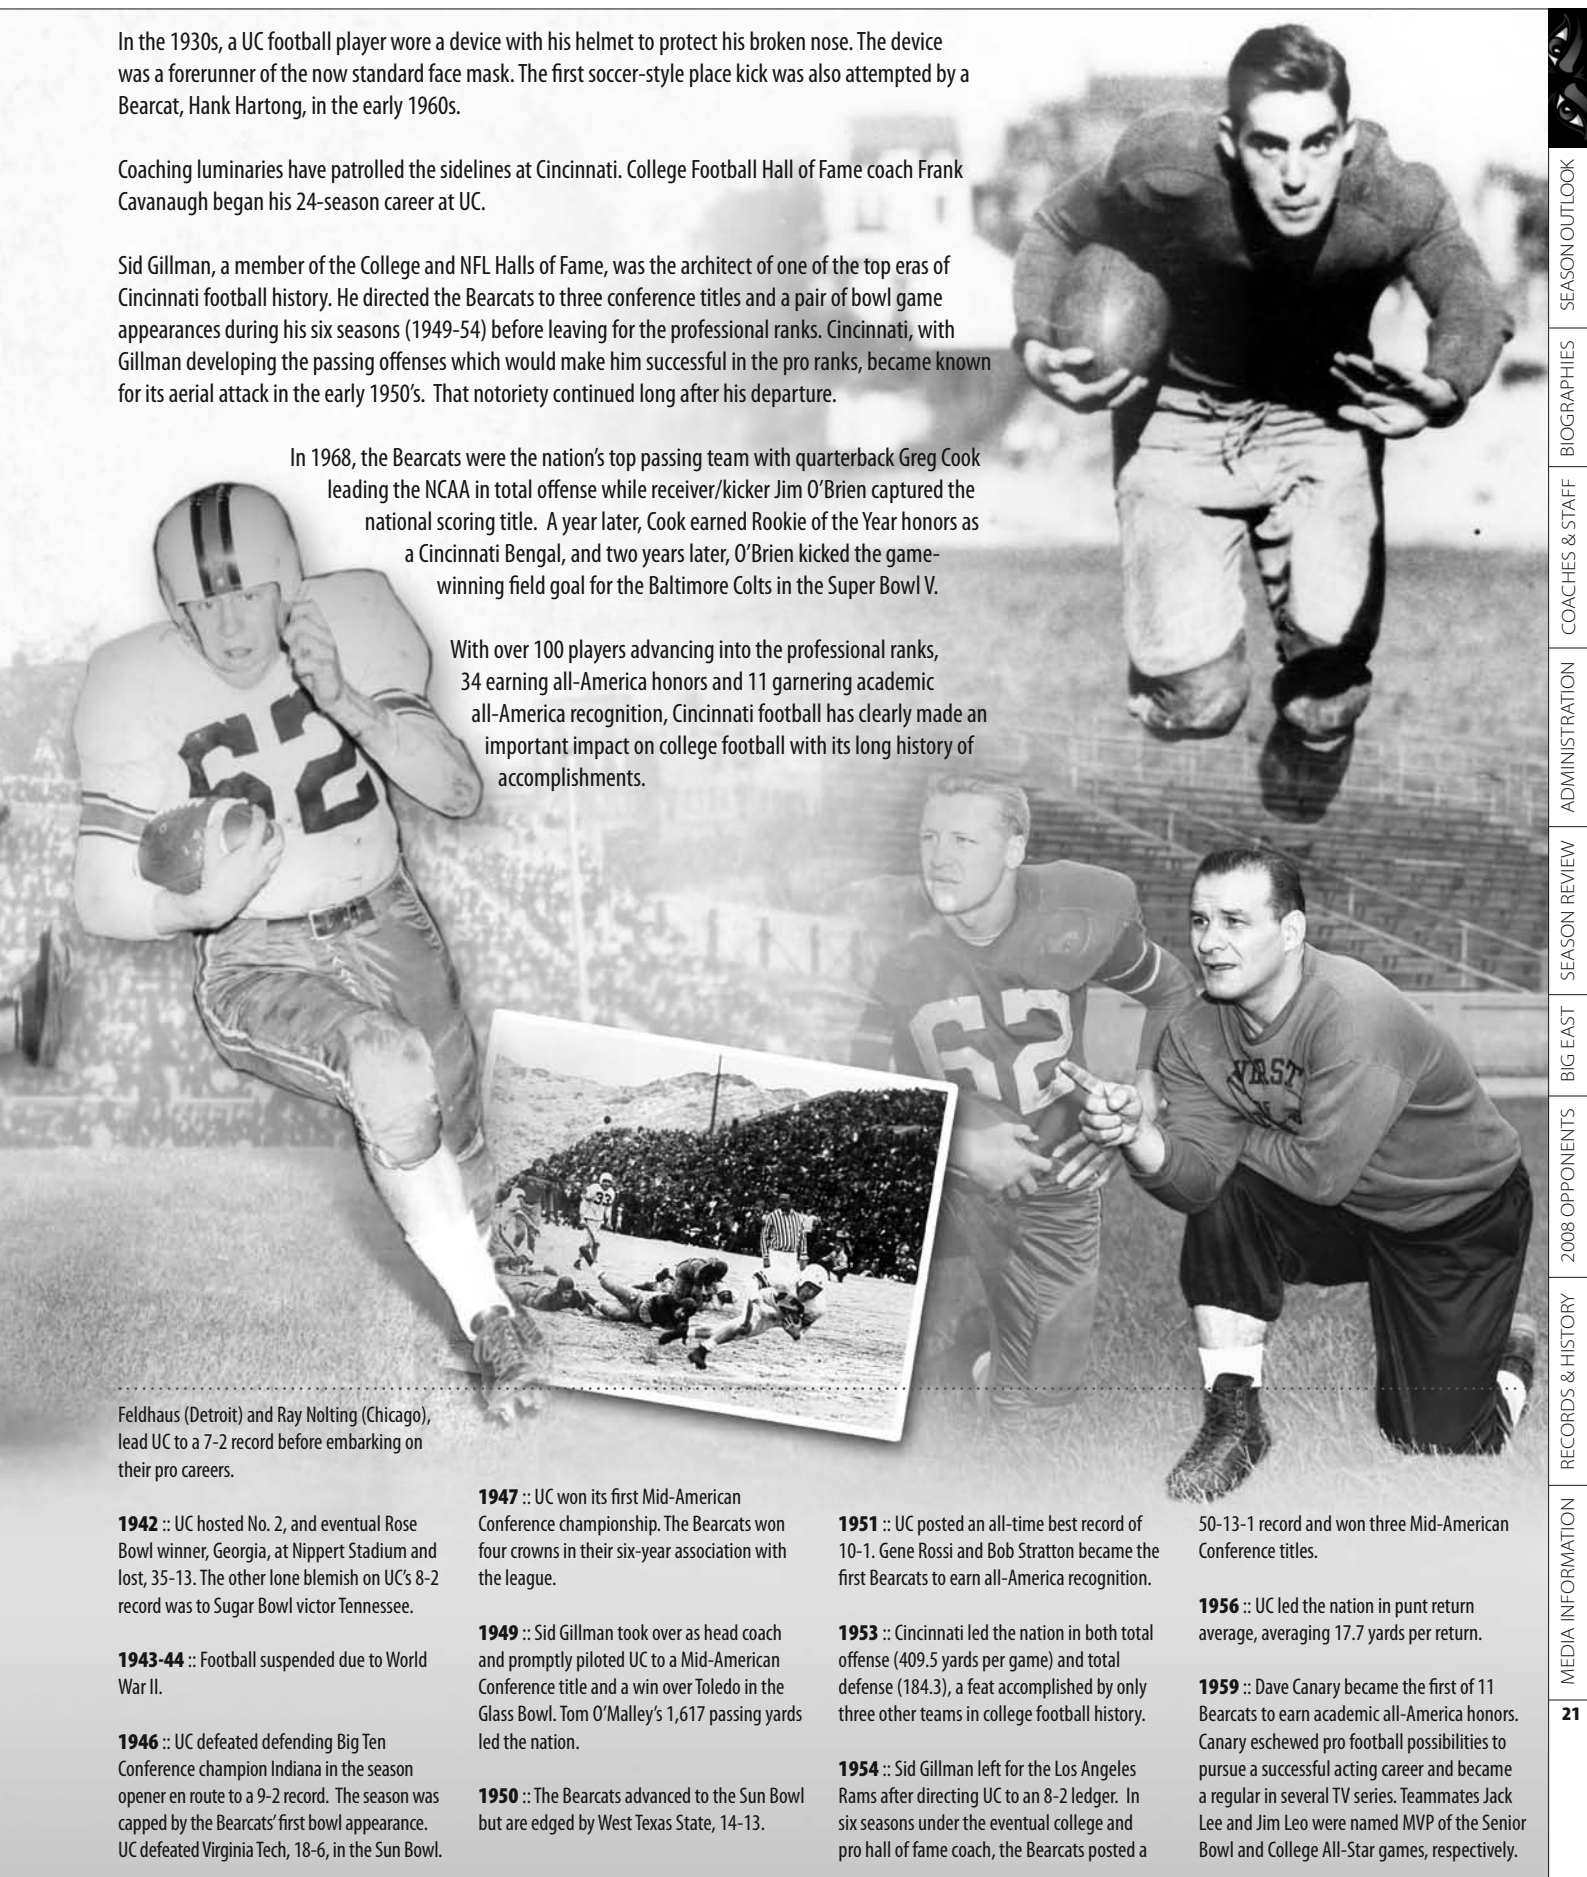 In the 1930s, a UC football player wore a device with his helmet to protect his broken nose. The device
was a forerunner of the now standard face mask. The first soccer-style place kick was also attempted by a
Bearcat, Hank Hartong, in the early 1960s.
Coaching luminaries have patrolled the sidelines at Cincinnati. College Football Hall of Fame coach Frank
Cavanaugh began his 24-season career at UC.
Sid Gillman, a member of the College and NFL Halls of Fame, was the architect of one of the top eras of
Cincinnati football history. He directed the Bearcats to three conference titles and a pair of bowl game
appearances during his six seasons (1949-54) before leaving for the professional ranks. Cincinnati, with
Gillman developing the passing offenses which would make him successful in the pro ranks, became known
for its aerial attack in the early 1950's.  That notoriety continued long after his departure.
In 1968, the Bearcats were the nation's top passing team with quarterback Greg Cook
leading the NCAA in total offense while receiver/kicker Jim O'Brien captured the
national scoring title.  A year later, Cook earned Rookie of the Year honors as
a Cincinnati Bengal, and two years later, O'Brien kicked the game-
winning field goal for the Baltimore Colts in the Super Bowl V.
With over 100 players advancing into the professional ranks,
34 earning all-America honors and 11 garnering academic
all-America recognition, Cincinnati football has clearly made an
important impact on college football with its long history of
accomplishments.
62
62
VERST
33
Feldhaus (Detroit) and Ray Nolting (Chicago),
lead UC to a 7-2 record before embarking on
their pro careers.
1942 :: UC hosted No. 2, and eventual Rose
Bowl winner, Georgia, at Nippert Stadium and
lost, 35-13. The other lone blemish on UC's 8-2
record was to Sugar Bowl victor Tennessee.
1943-44 :: Football suspended due to World
War II.
1946 :: UC defeated defending Big Ten
Conference champion Indiana in the season
opener en route to a 9-2 record.  The season was
capped by the Bearcats' first bowl appearance.
UC defeated Virginia Tech, 18-6, in the Sun Bowl.
1947 :: UC won its first Mid-American
Conference championship. The Bearcats won
four crowns in their six-year association with
the league.
1949 :: Sid Gillman took over as head coach
and promptly piloted UC to a Mid-American
Conference title and a win over Toledo in the
Glass Bowl. Tom O'Malley's 1,617 passing yards
led the nation.
1950 :: The Bearcats advanced to the Sun Bowl
but are edged by West Texas State, 14-13.
1951 :: UC posted an all-time best record of
10-1. Gene Rossi and Bob Stratton became the
first Bearcats to earn all-America recognition.
1953 :: Cincinnati led the nation in both total
offense (409.5 yards per game) and total
defense (184.3), a feat accomplished by only
three other teams in college football history.
1954 :: Sid Gillman left for the Los Angeles
Rams after directing UC to an 8-2 ledger.  In
six seasons under the eventual college and
pro hall of fame coach, the Bearcats posted a
50-13-1 record and won three Mid-American
Conference titles.
1956 :: UC led the nation in punt return
average, averaging 17.7 yards per return.
1959 :: Dave Canary became the first of 11
Bearcats to earn academic all-America honors.
Canary eschewed pro football possibilities to
pursue a successful acting career and became
a regular in several TV series. Teammates Jack
Lee and Jim Leo were named MVP of the Senior
Bowl and College All-Star games, respectively.
SEASON OUTLOOK
BIOGRAPHIES
COACHES & STAFF
ADMINISTRATION
SEASON REVIEW
BIG EAST
2008 OPPONENTS
RECORDS & HISTORY
MEDIA INFORMATION
21